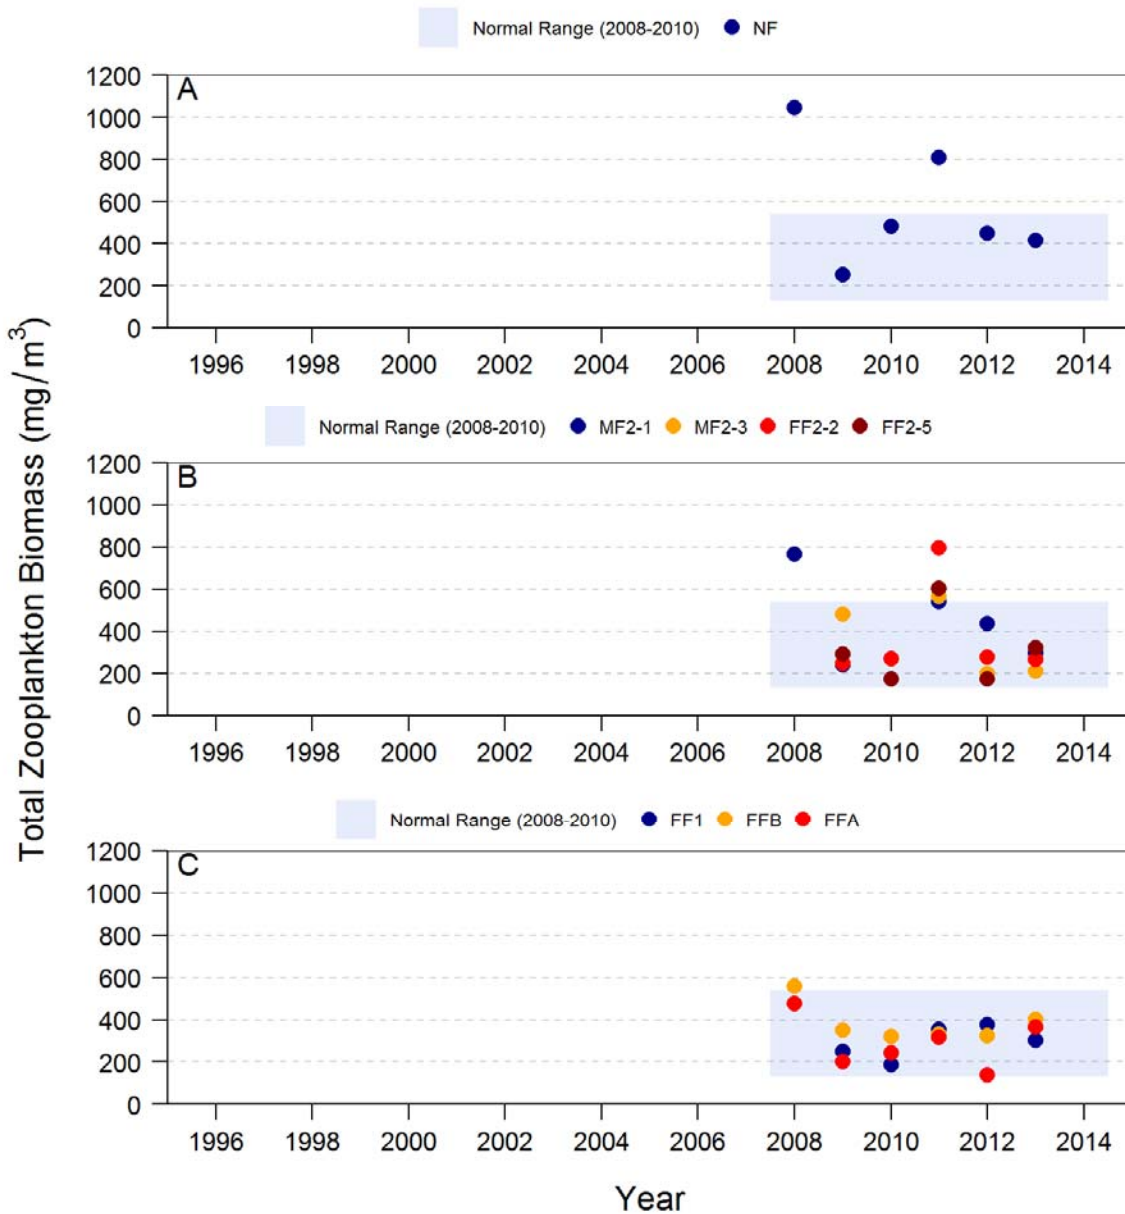 Normal Range (2008-2010) NF
A
1200
1000
800
600
400
200
0
1996 1998 2000 2002 2004 2006 2008 2010 2012 2014
Normal Range (2008-2010) MF2-1 MF2-3 FF2-2 FF2-5
B
1200
1000
800
600
400
200
0
1996 1998 2000 2002 2004 2006 2008 2010 2012 2014
Normal Range (2008-2010) FF1 FFB FFA
C
1200
1000
800
600
400
200
0
1996 1998 2000 2002 2004 2006 2008 2010 2012 2014
Total Zooplankton Biomass (mg/m³)
Year